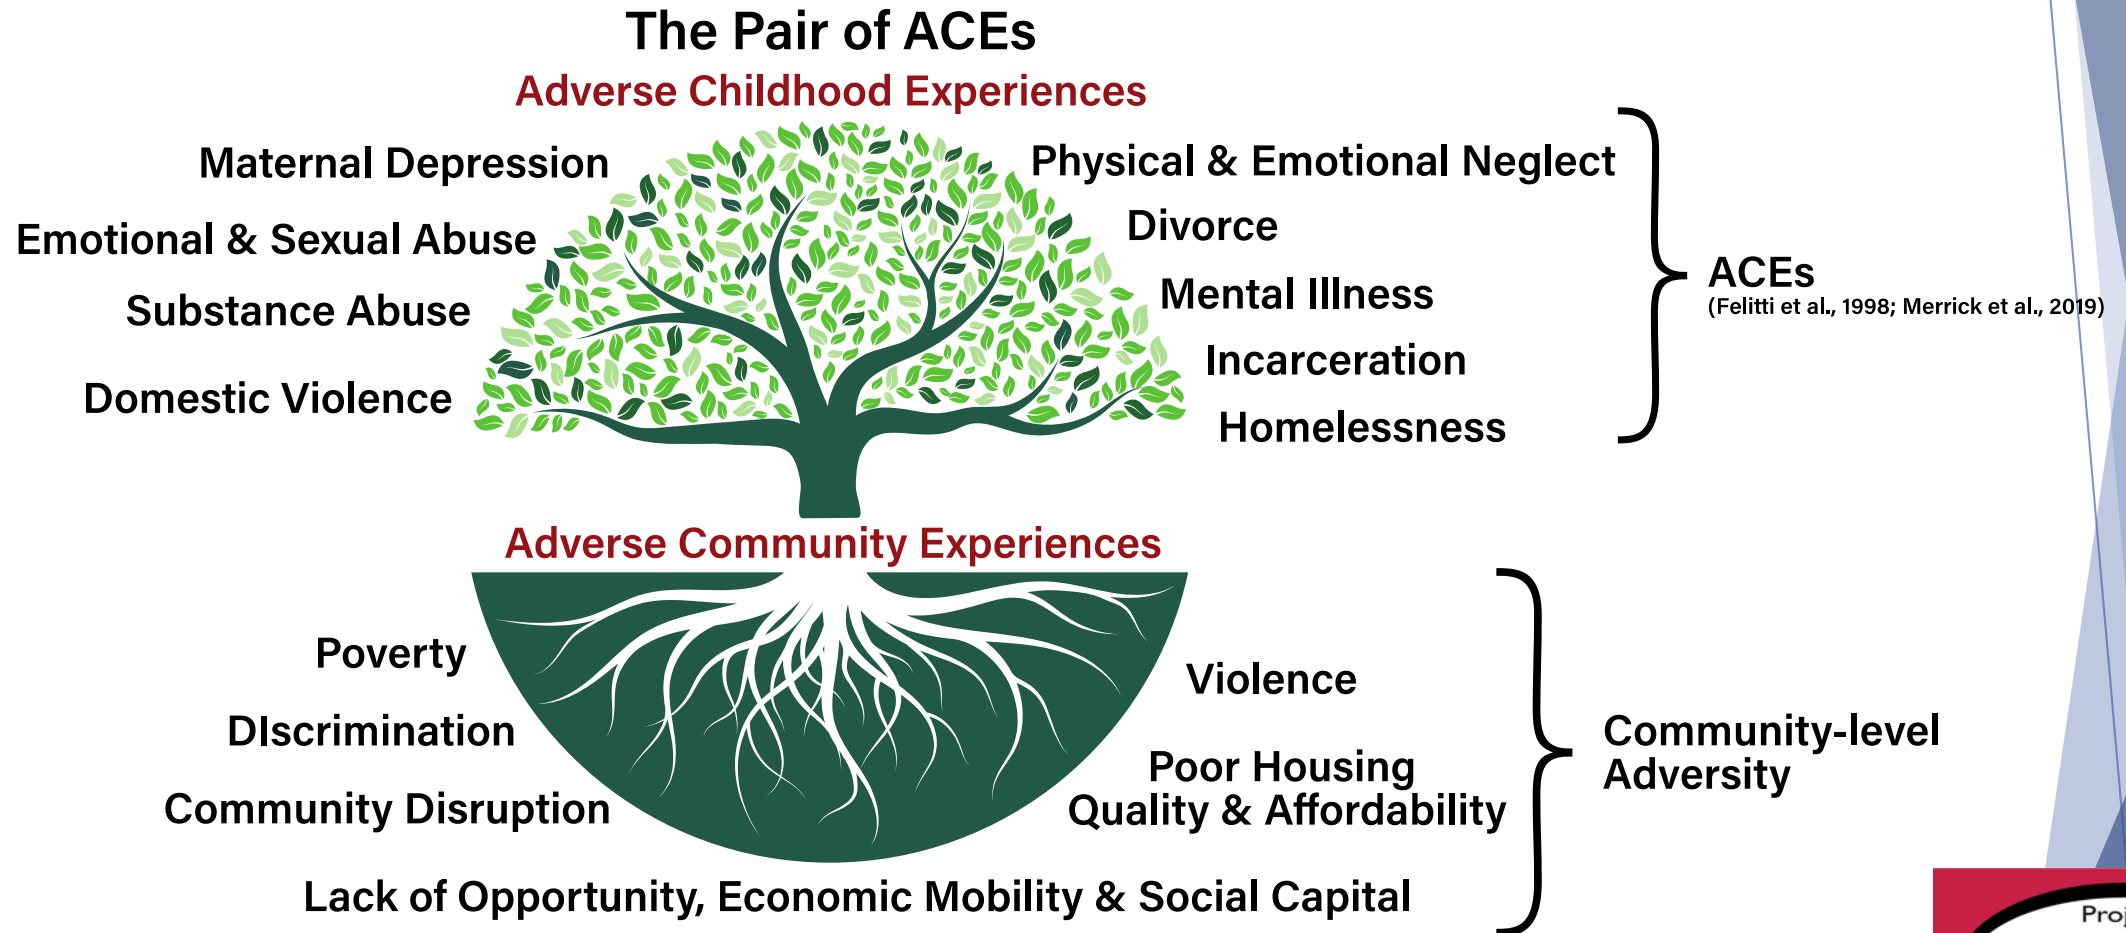 The Pair of ACEs
Adverse Childhood Experiences
Maternal Depression
Emotional & Sexual Abuse
Substance Abuse
Domestic Violence
Physical & Emotional Neglect
Divorce
Mental Illness
Incarceration
Homelessness
ACEs
(Felitti et al., 1998; Merrick et al., 2019)
Adverse Community Experiences
Poverty
DIscrimination
Community Disruption
Violence
Poor Housing
Quality & Affordability
Lack of Opportunity, Economic Mobility & Social Capital
Community-level
Adversity